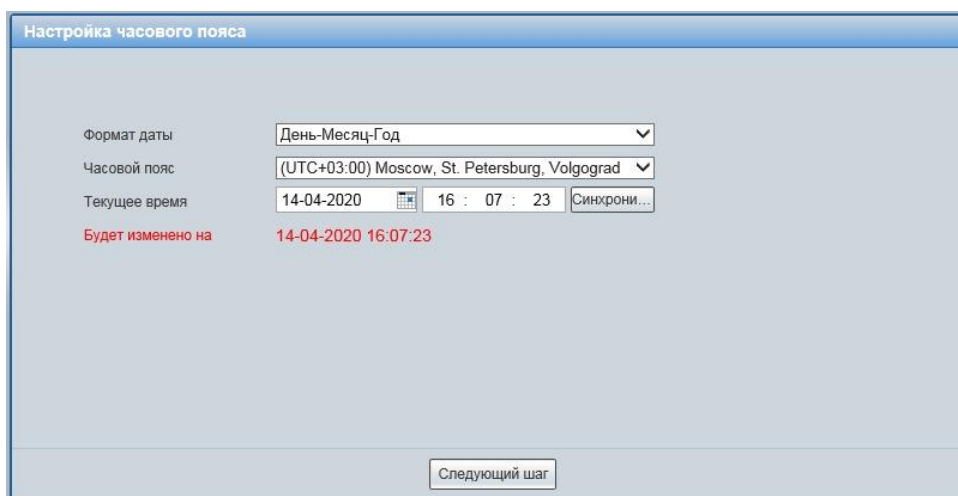 Настройка часового пояса
Формат даты День-Месяц-Год
Часовой пояс (UTC+03:00) Moscow, St. Petersburg, Volgograd
Текущее время 14-04-2020 16 : 07 : 23 Синхрони...
Будет изменено на 14-04-2020 16:07:23
Следующий шаг